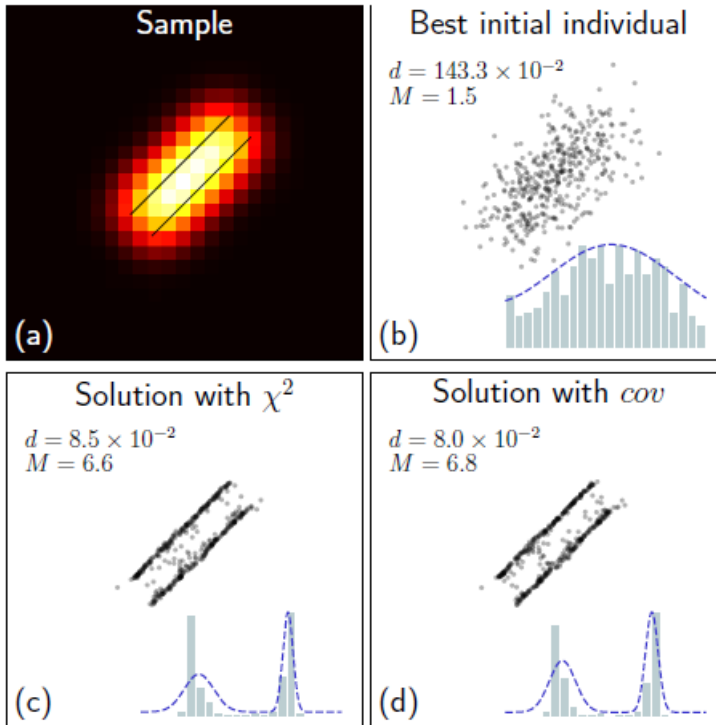 Sample
(a)
Best initial individual
d = 143.3 × 10⁻²
M = 1.5
(b)
Solution with χ²
d = 8.5 × 10⁻²
M = 6.6
(c)
Solution with cov
d = 8.0 × 10⁻²
M = 6.8
(d)